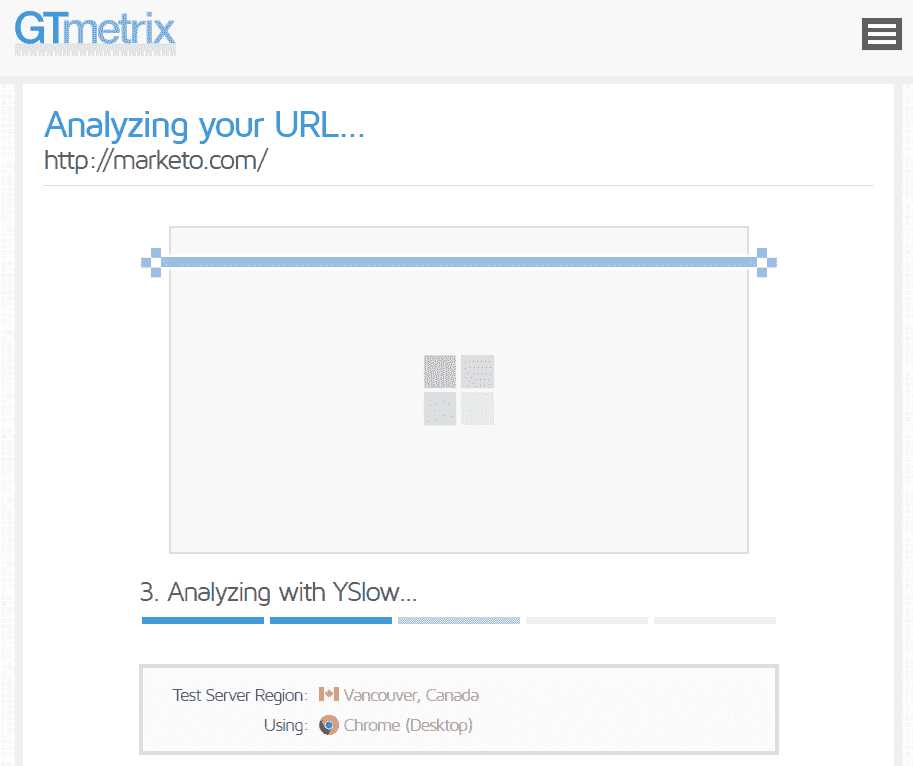 GTmetrix
Analyzing your URL...
http://marketo.com/
3. Analyzing with YSlow...
Test Server Region: Vancouver, Canada
Using: Chrome (Desktop)